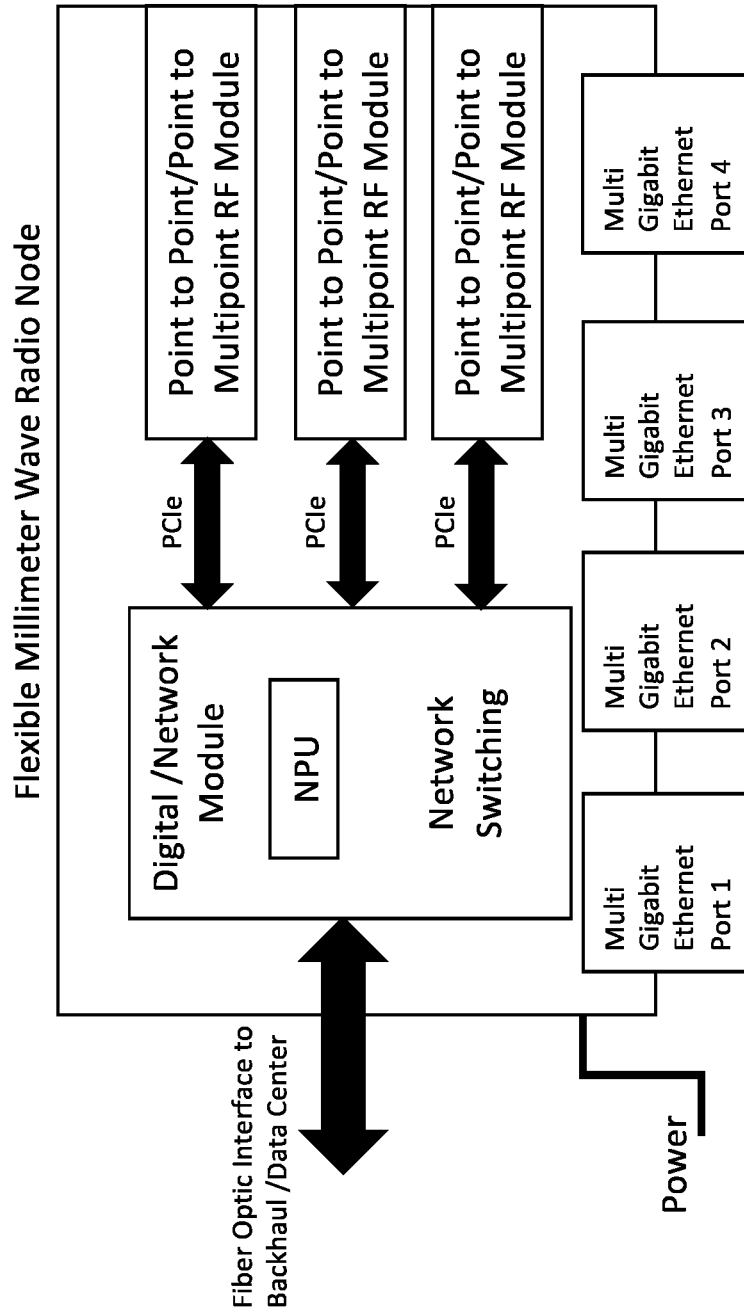 Flexible Millimeter Wave Radio Node
Fiber Optic Interface to
Backhaul /Data Center
Digital /Network
Module
NPU
Network
Switching
PCIe
PCIe
PCIe
Point to Point/Point to
Multipoint RF Module
Point to Point/Point to
Multipoint RF Module
Point to Point/Point to
Multipoint RF Module
Power
Multi
Gigabit
Ethernet
Port 1
Multi
Gigabit
Ethernet
Port 2
Multi
Gigabit
Ethernet
Port 3
Multi
Gigabit
Ethernet
Port 4